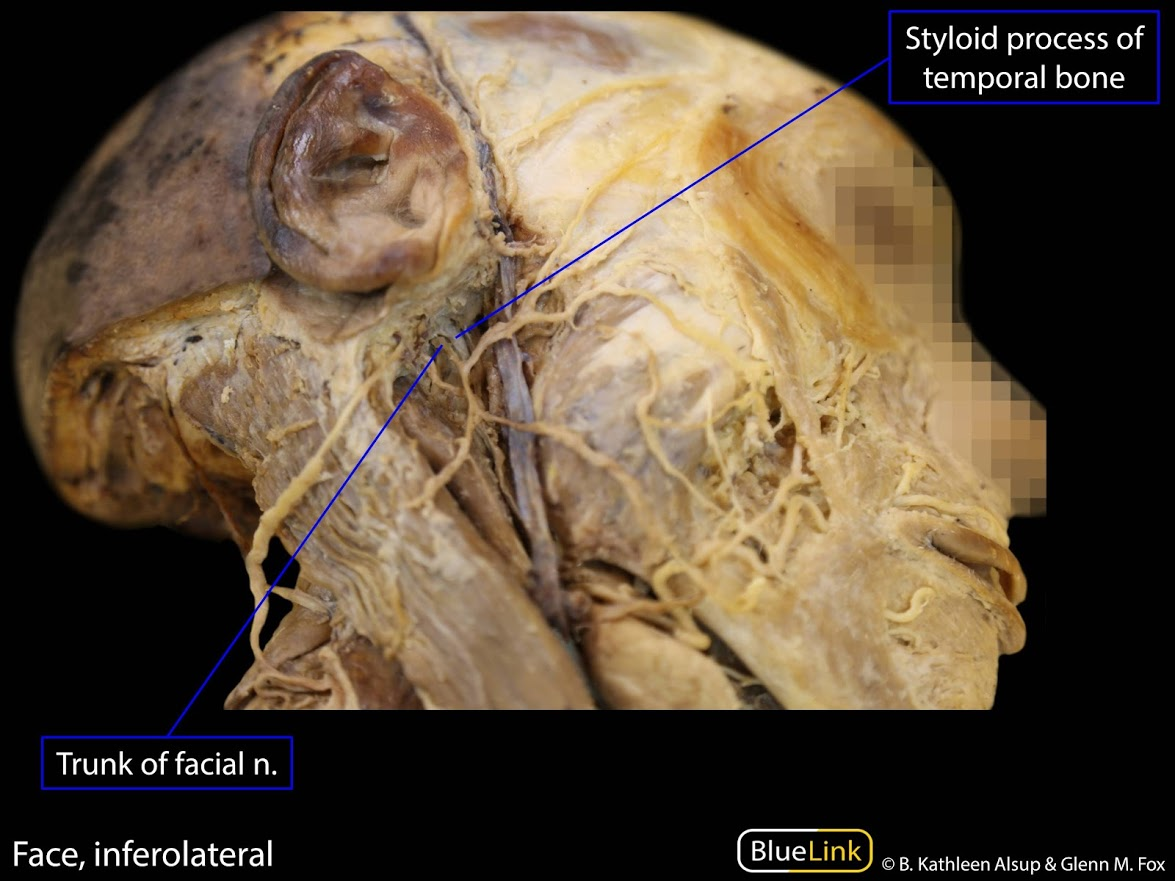 Styloid process of
temporal bone
Trunk of facial n.
Face, inferolateral
BlueLink
© B. Kathleen Alsup & Glenn M. Fox